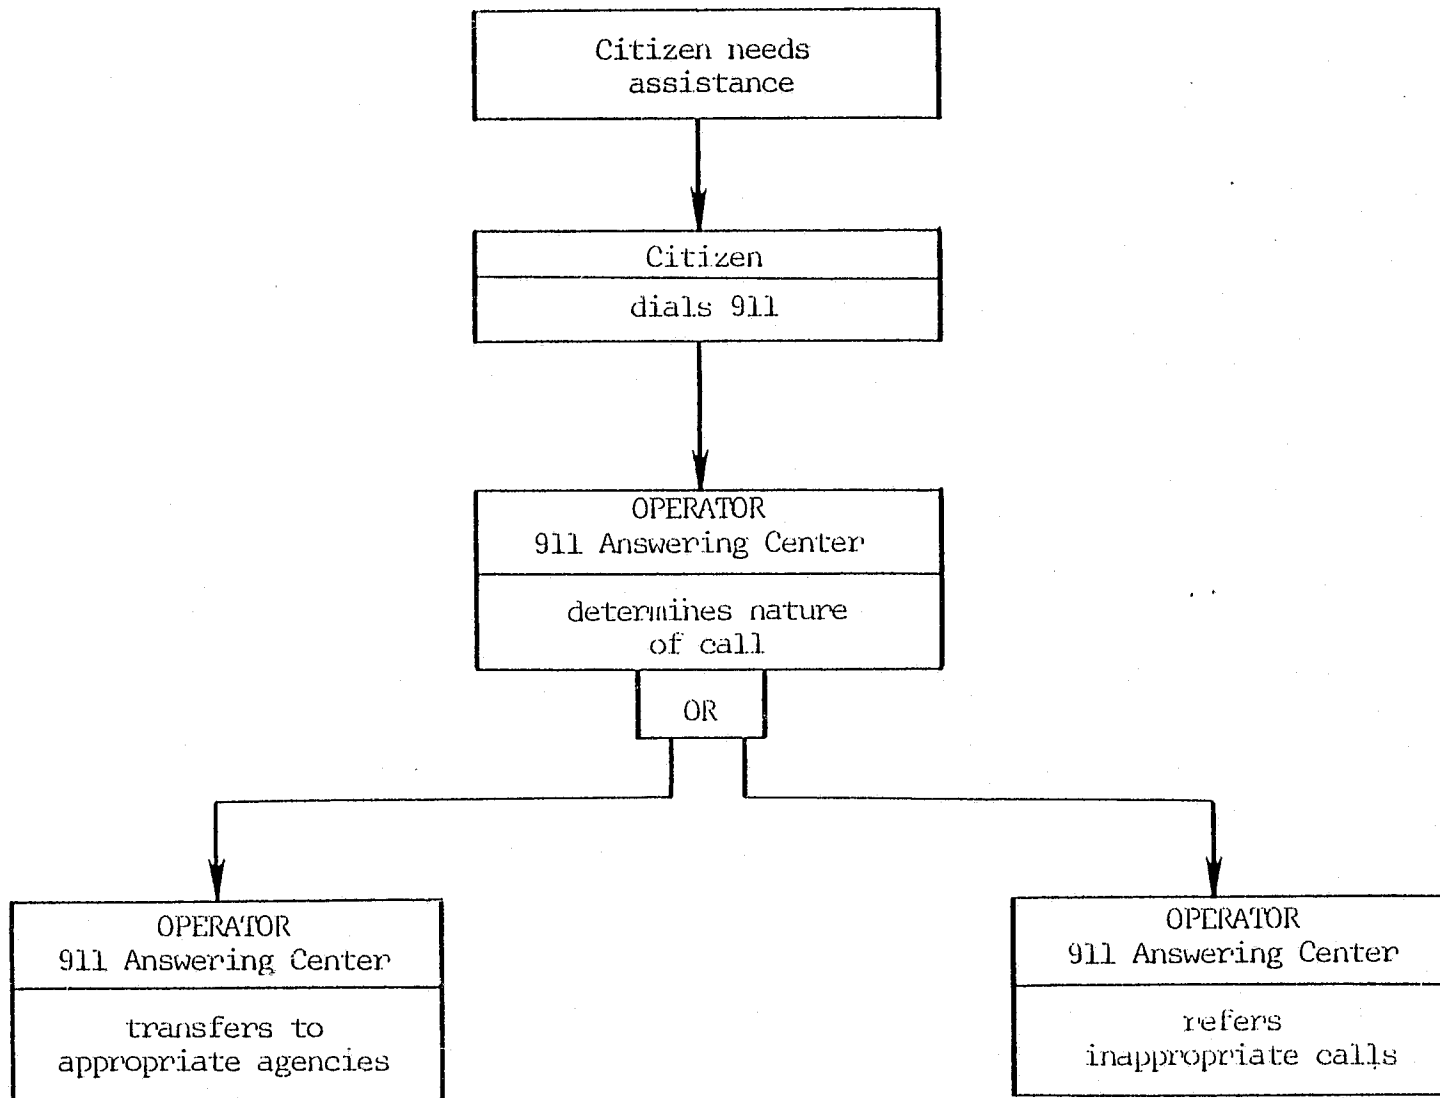 Citizen needs
assistance
Citizen
dials 911
OPERATOR
911 Answering Center
determines nature
of call
OR
OPERATOR
911 Answering Center
transfers to
appropriate agencies
OPERATOR
911 Answering Center
refers
inappropriate calls